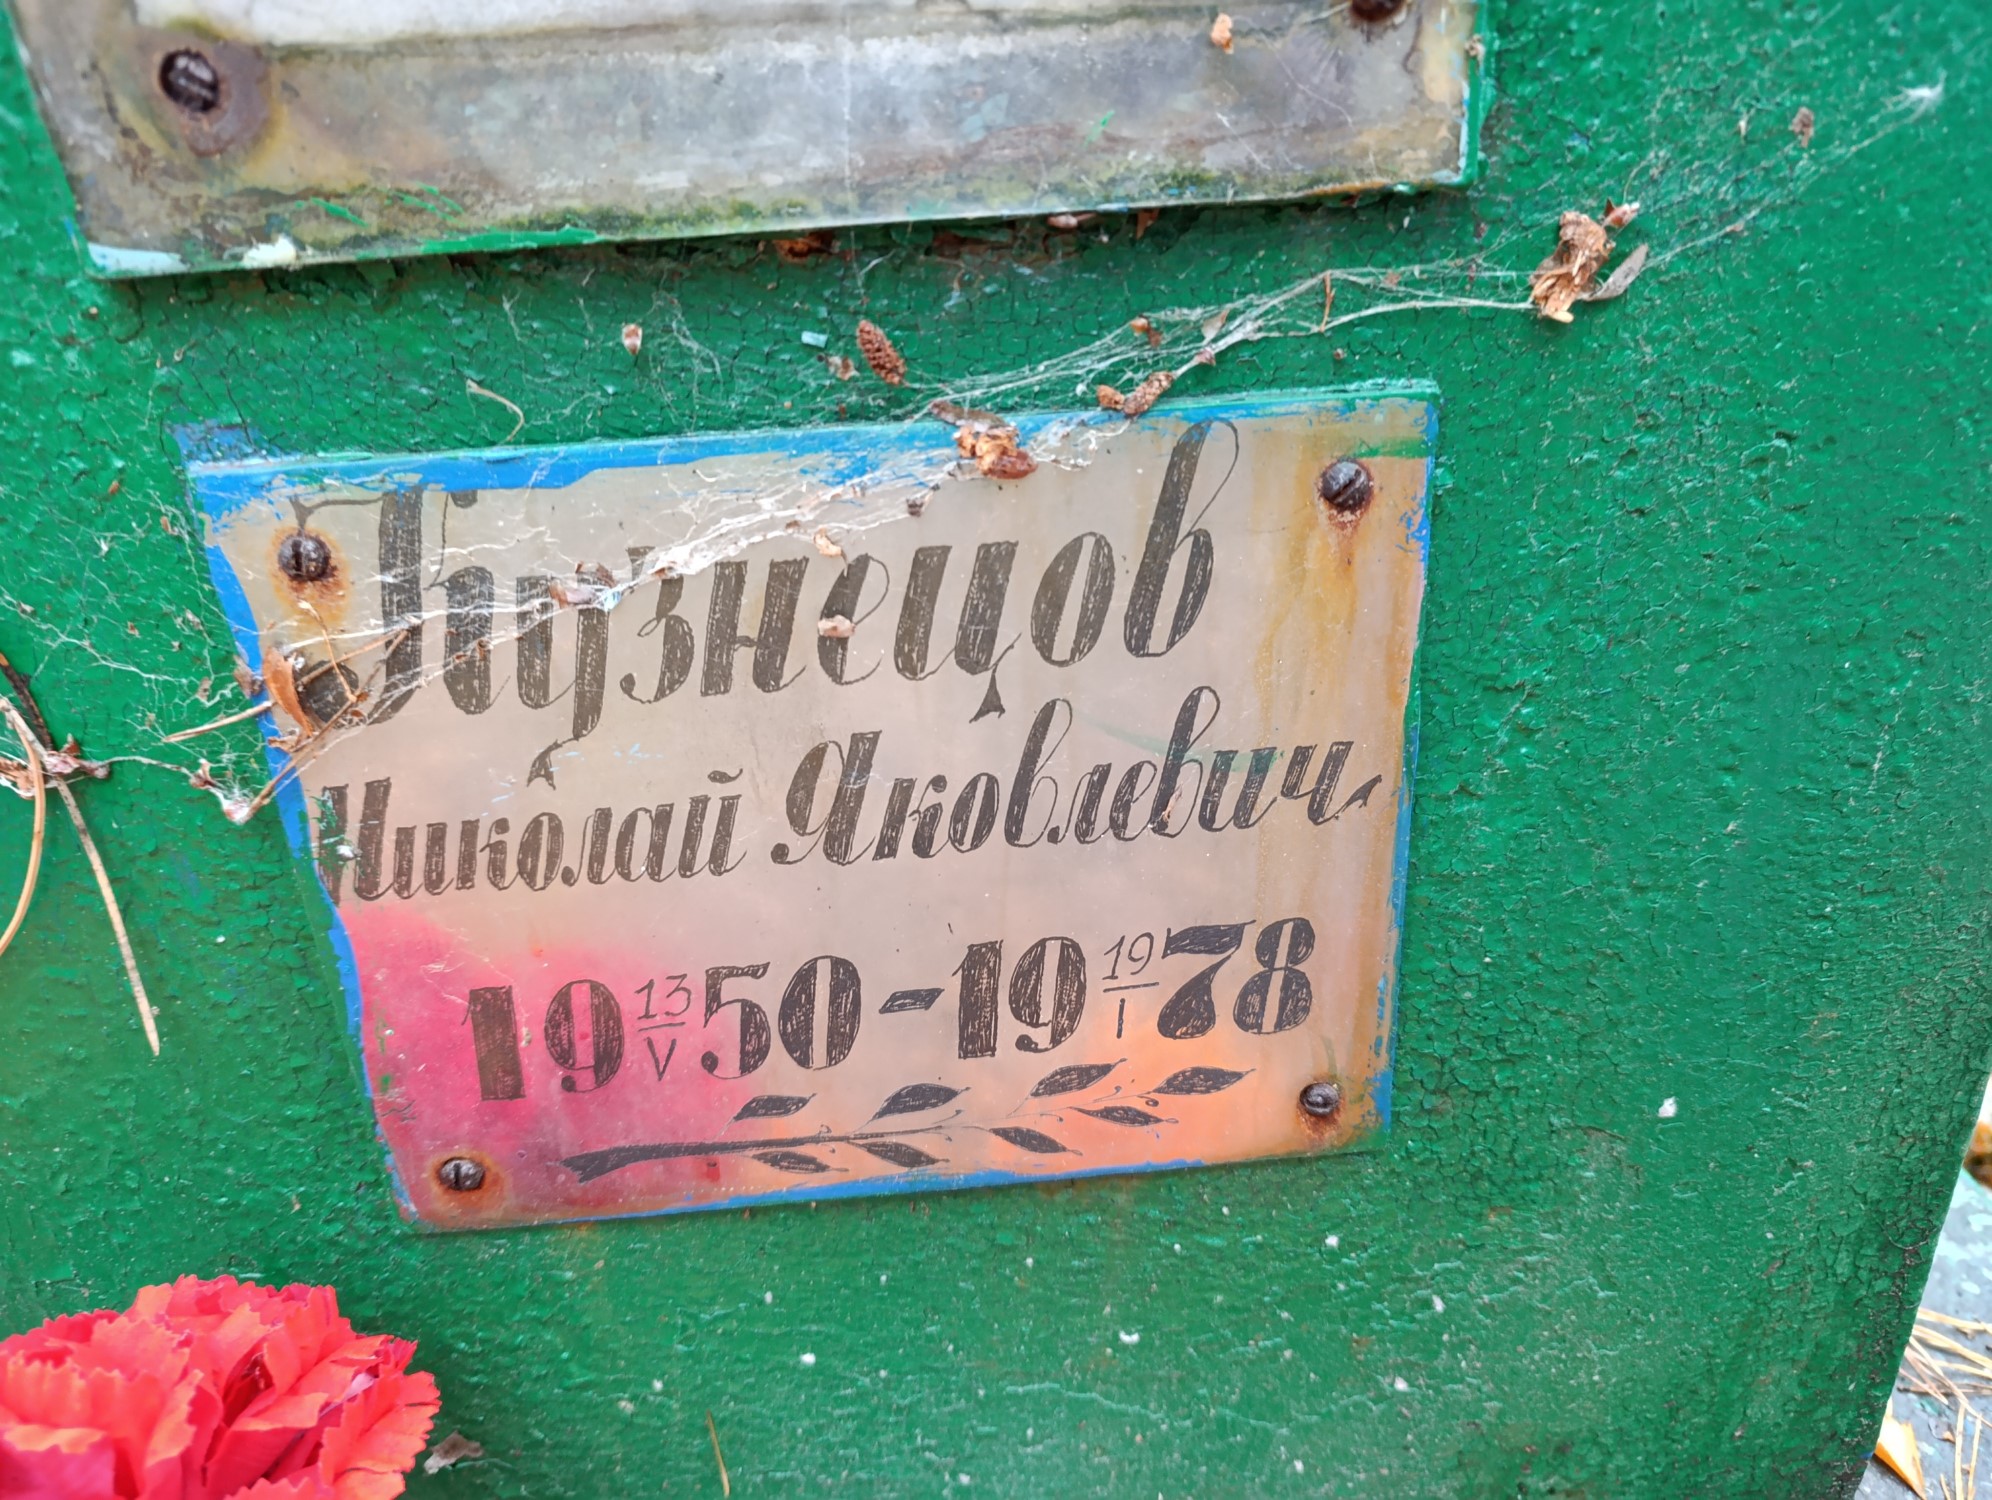 Кузнецов
Николай Яковлевич
19 13/V 50 - 19 19/I 78